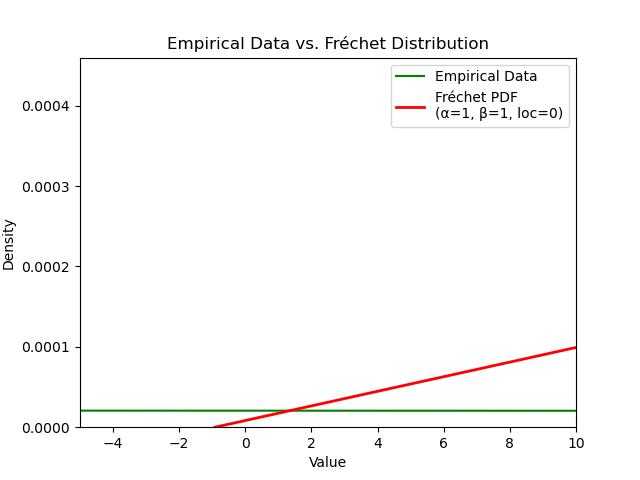 Empirical Data vs. Fréchet Distribution
Empirical Data
Fréchet PDF
(α=1, β=1, loc=0)
0.0004
0.0003
0.0002
0.0001
0.0000
Density
−4
−2
0
2
4
6
8
10
Value